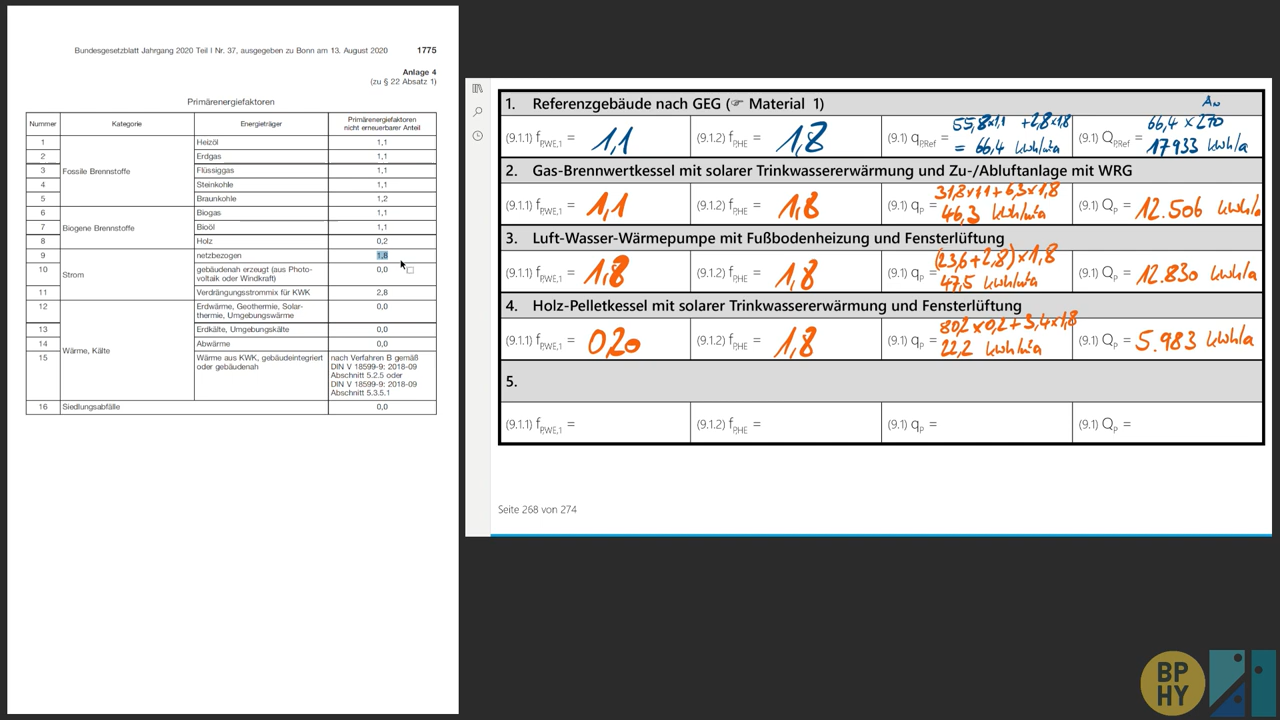 Bundesgesetzblatt Jahrgang 2020 Teil I Nr. 37, ausgegeben zu Bonn am 13. August 2020 1775
Anlage 4
(zu § 22 Absatz 1)
Primärenergiefaktoren
Nummer Kategorie Energieträger Primärenergiefaktoren nicht erneuerbarer Anteil
1 Fossile Brennstoffe Heizöl 1,1
2 Erdgas 1,1
3 Flüssiggas 1,1
4 Steinkohle 1,1
5 Braunkohle 1,2
6 Biogene Brennstoffe Biogas 1,1
7 Bioöl 1,1
8 Holz 0,2
9 Strom netzbezogen 1,8
10 gebäudenah erzeugt (aus Photo-
voltaik oder Windkraft) 0,0
11 Verdrängungsstrommix für KWK 2,8
12 Wärme, Kälte Erdwärme, Geothermie, Solar-
thermie, Umgebungswärme 0,0
13 Erdkälte, Umgebungskälte 0,0
14 Abwärme 0,0
15 Wärme aus KWK, gebäudeintegriert
oder gebäudenah
nach Verfahren B gemäß
DIN V 18599-9: 2018-09
Abschnitt 5.2.5 oder
DIN V 18599-9: 2018-09
Abschnitt 5.3.5.1
16 Siedlungsabfälle 0,0
1. Referenzgebäude nach GEG (☞ Material 1) AN
(9.1.1) fP,WE,1 = 1,1
(9.1.2) fP,HE = 1,8
(9.1) qP,Ref = 55,8x1,1 + 2,8x1,8
= 66,4 kWh/m²a
(9.1) QP,Ref = 66,4 x 270
17933 kWh/a
2. Gas-Brennwertkessel mit solarer Trinkwassererwärmung und Zu-/Abluftanlage mit WRG
(9.1.1) fP,WE,1 = 1,1
(9.1.2) fP,HE = 1,8
(9.1) qP = 31,8x1,1 + 6,3x1,8
46,3 kWh/m²a
(9.1) QP = 12.506 kWh/a
3. Luft-Wasser-Wärmepumpe mit Fußbodenheizung und Fensterlüftung
(9.1.1) fP,WE,1 = 1,8
(9.1.2) fP,HE = 1,8
(9.1) qP = (23,6+2,8)x1,8
47,5 kWh/m²a
(9.1) QP = 12.830 kWh/a
4. Holz-Pelletkessel mit solarer Trinkwassererwärmung und Fensterlüftung
(9.1.1) fP,WE,1 = 0,20
(9.1.2) fP,HE = 1,8
(9.1) qP = 80,2x0,2 + 3,4x1,8
22,2 kWh/m²a
(9.1) QP = 5.983 kWh/a
5.
(9.1.1) fP,WE,1 =
(9.1.2) fP,HE =
(9.1) qP =
(9.1) QP =
Seite 268 von 274
BP
HY